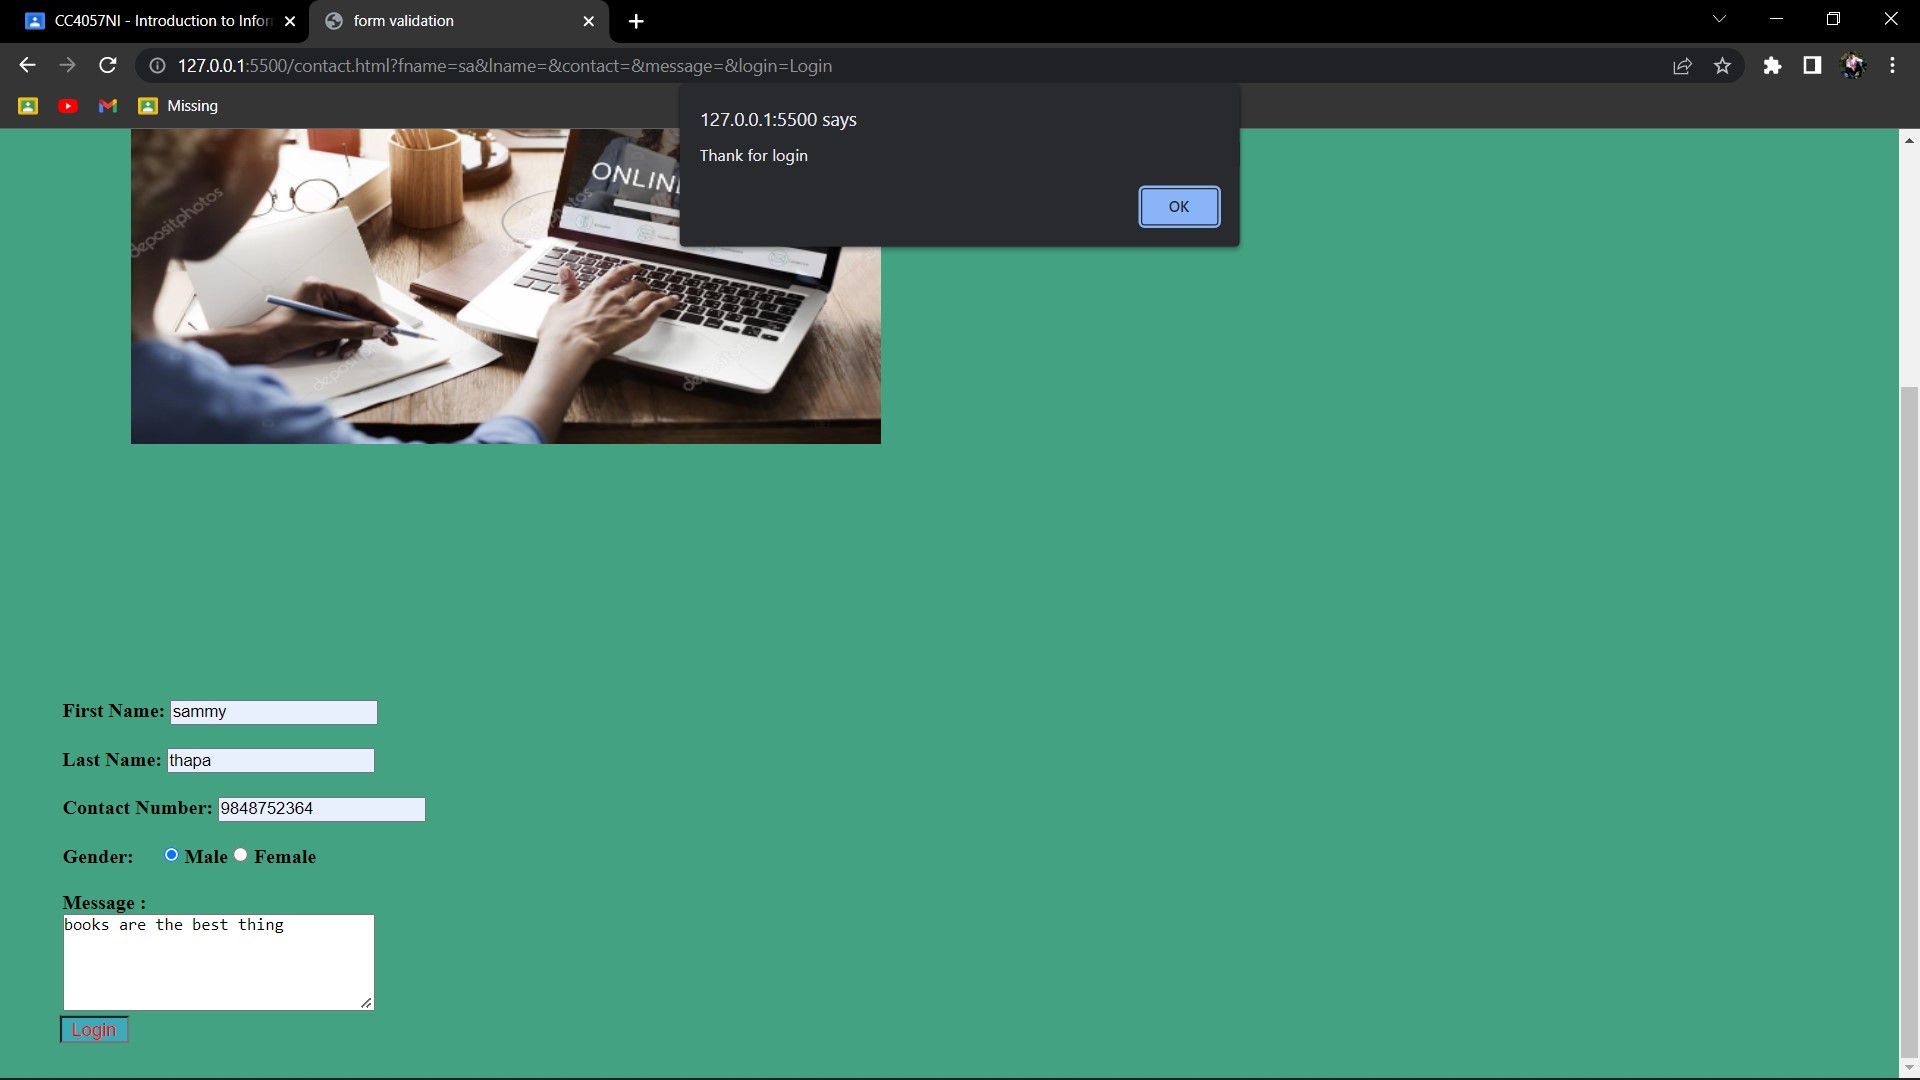 CC4057NI - Introduction to Infor
form validation
127.0.0.1:5500/contact.html?fname=sa&lname=&contact=&message=&login=Login
Missing
127.0.0.1:5500 says
Thank for login
OK
ONLIN
depositphotos
First Name: sammy
Last Name: thapa
Contact Number: 9848752364
Gender: Male Female
Message :
books are the best thing
Login